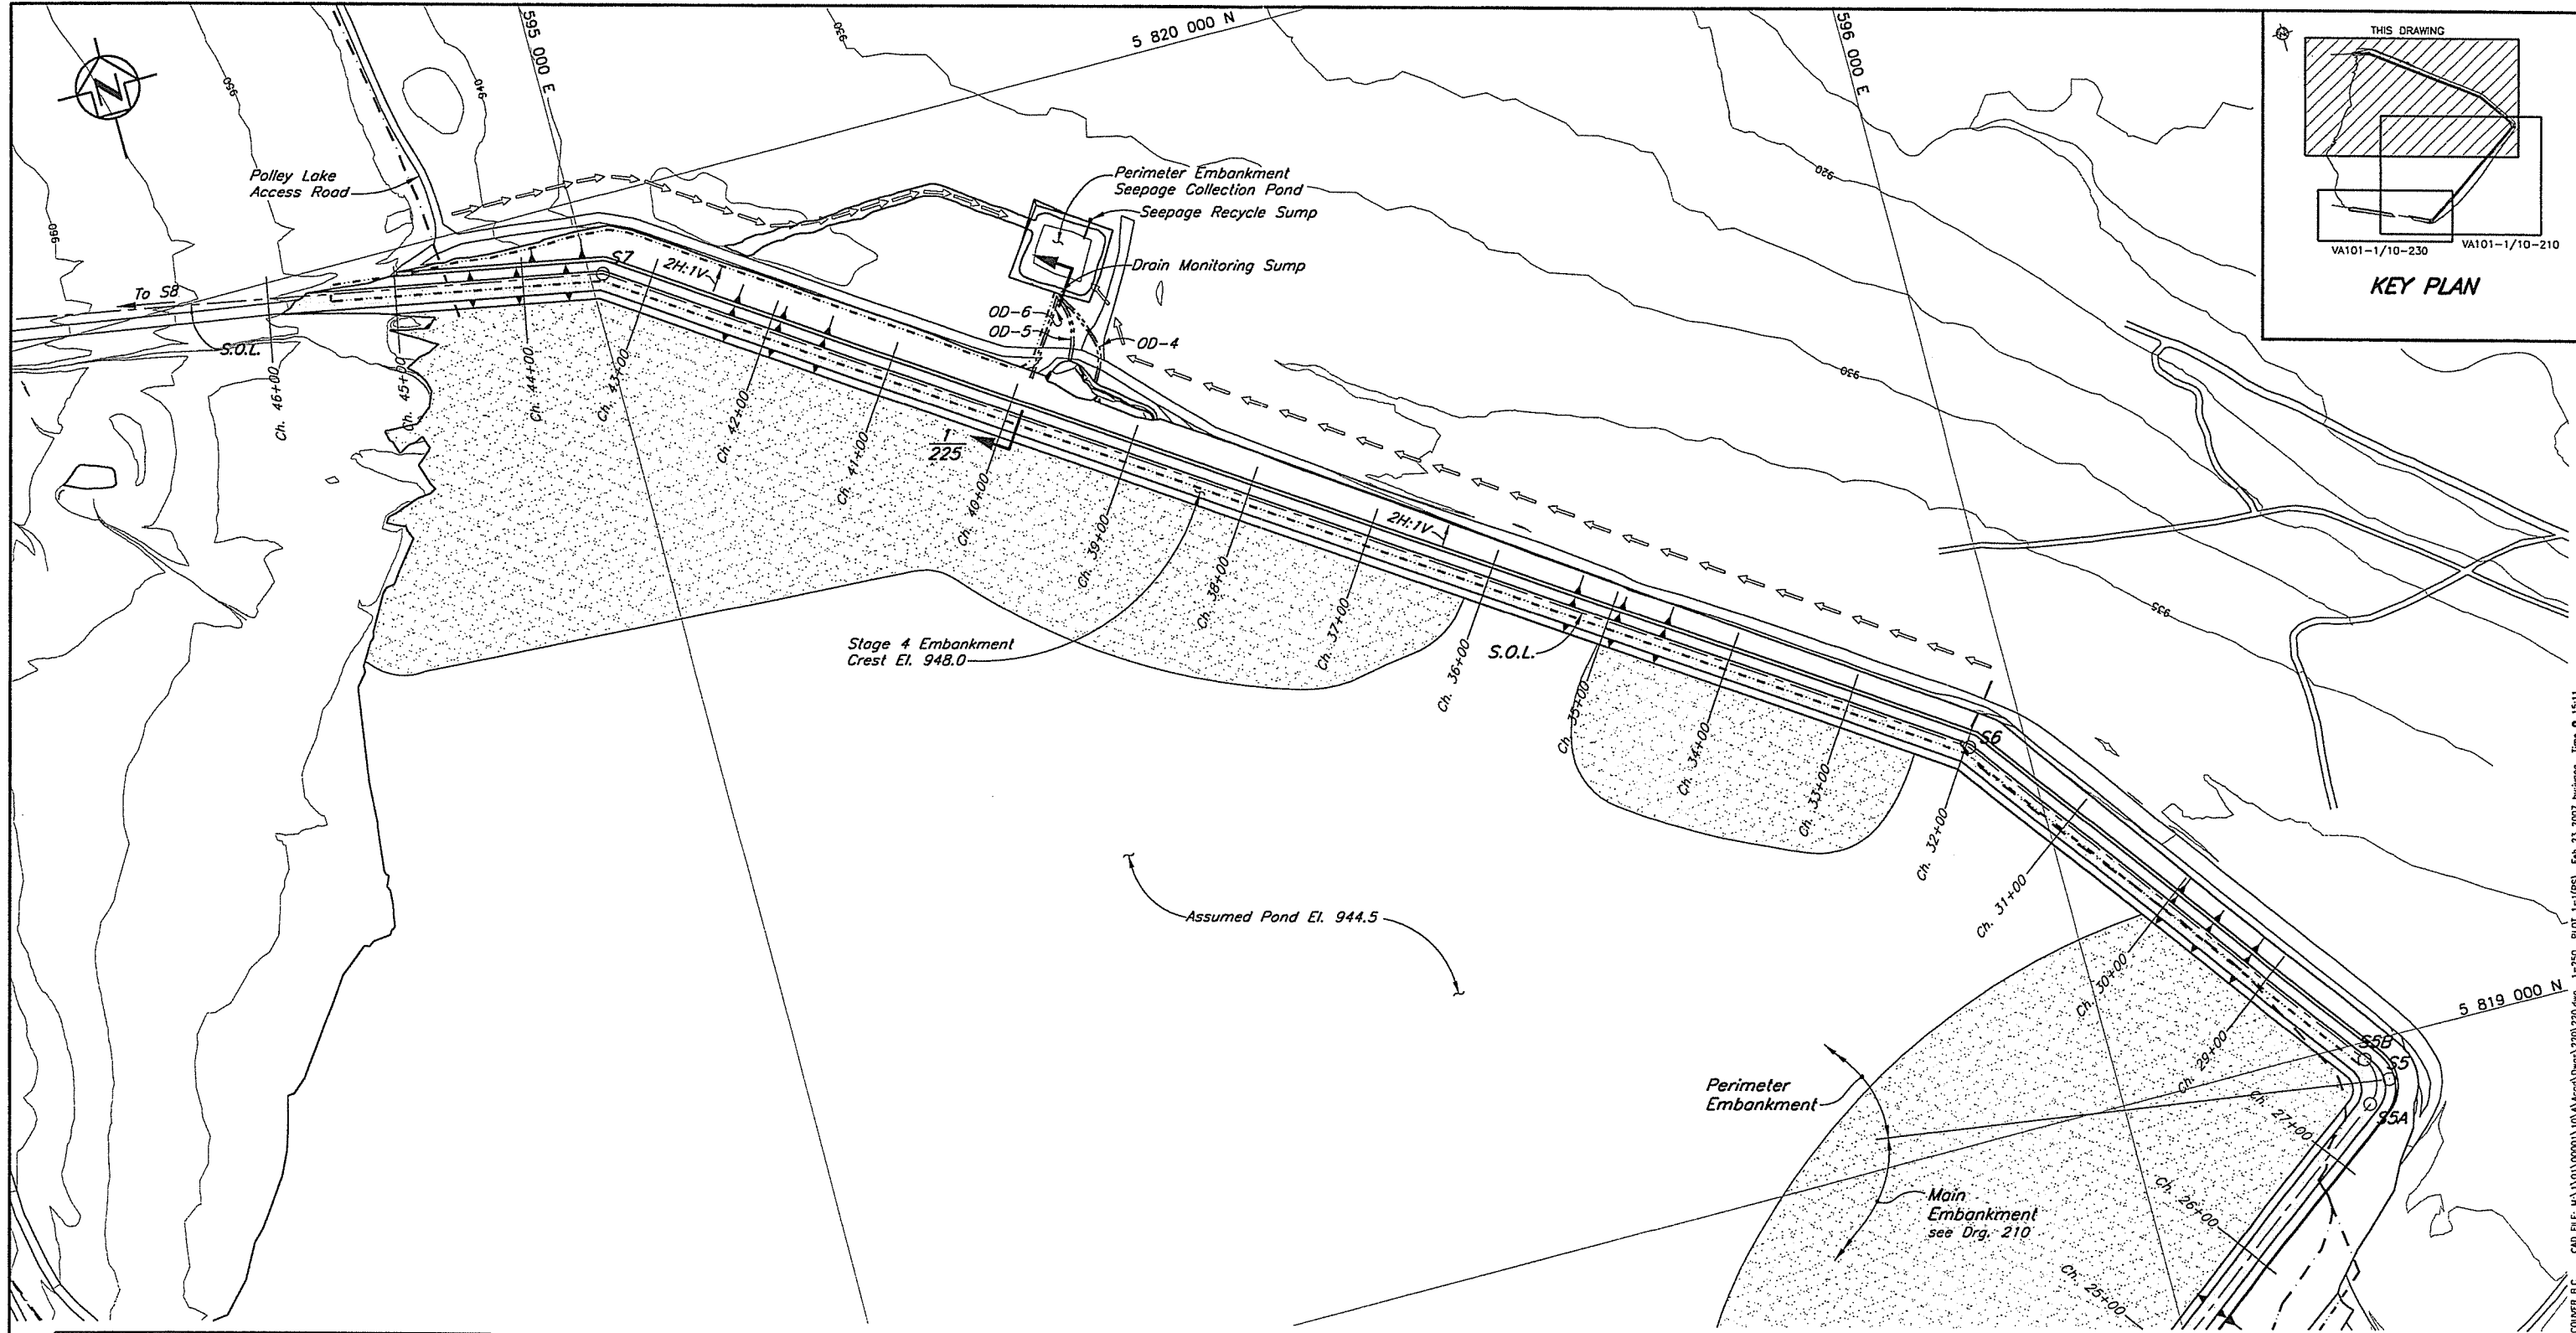 595 000 E
5 820 000 N
596 000 E
930
950
940
960
920
930
935
N
Polley Lake
Access Road
Perimeter Embankment
Seepage Collection Pond
Seepage Recycle Sump
Drain Monitoring Sump
OD-6
OD-5
OD-4
To S8
S.O.L.
S7
2H:1V
Ch. 46+00
Ch. 45+00
Ch. 44+00
Ch. 43+00
Ch. 42+00
Ch. 41+00
1
225
Ch. 40+00
Ch. 39+00
Ch. 38+00
Ch. 37+00
2H:1V
Ch. 36+00
S.O.L.
Ch. 35+00
Ch. 34+00
Ch. 33+00
Ch. 32+00
S6
Ch. 31+00
Ch. 30+00
Ch. 29+00
Stage 4 Embankment
Crest El. 948.0
Assumed Pond El. 944.5
Perimeter
Embankment
Main
Embankment
see Drg. 210
5 819 000 N
S5B
S5
S5A
Ch. 27+00
Ch. 26+00
Ch. 25+00
THIS DRAWING
VA101-1/10-230
VA101-1/10-210
KEY PLAN